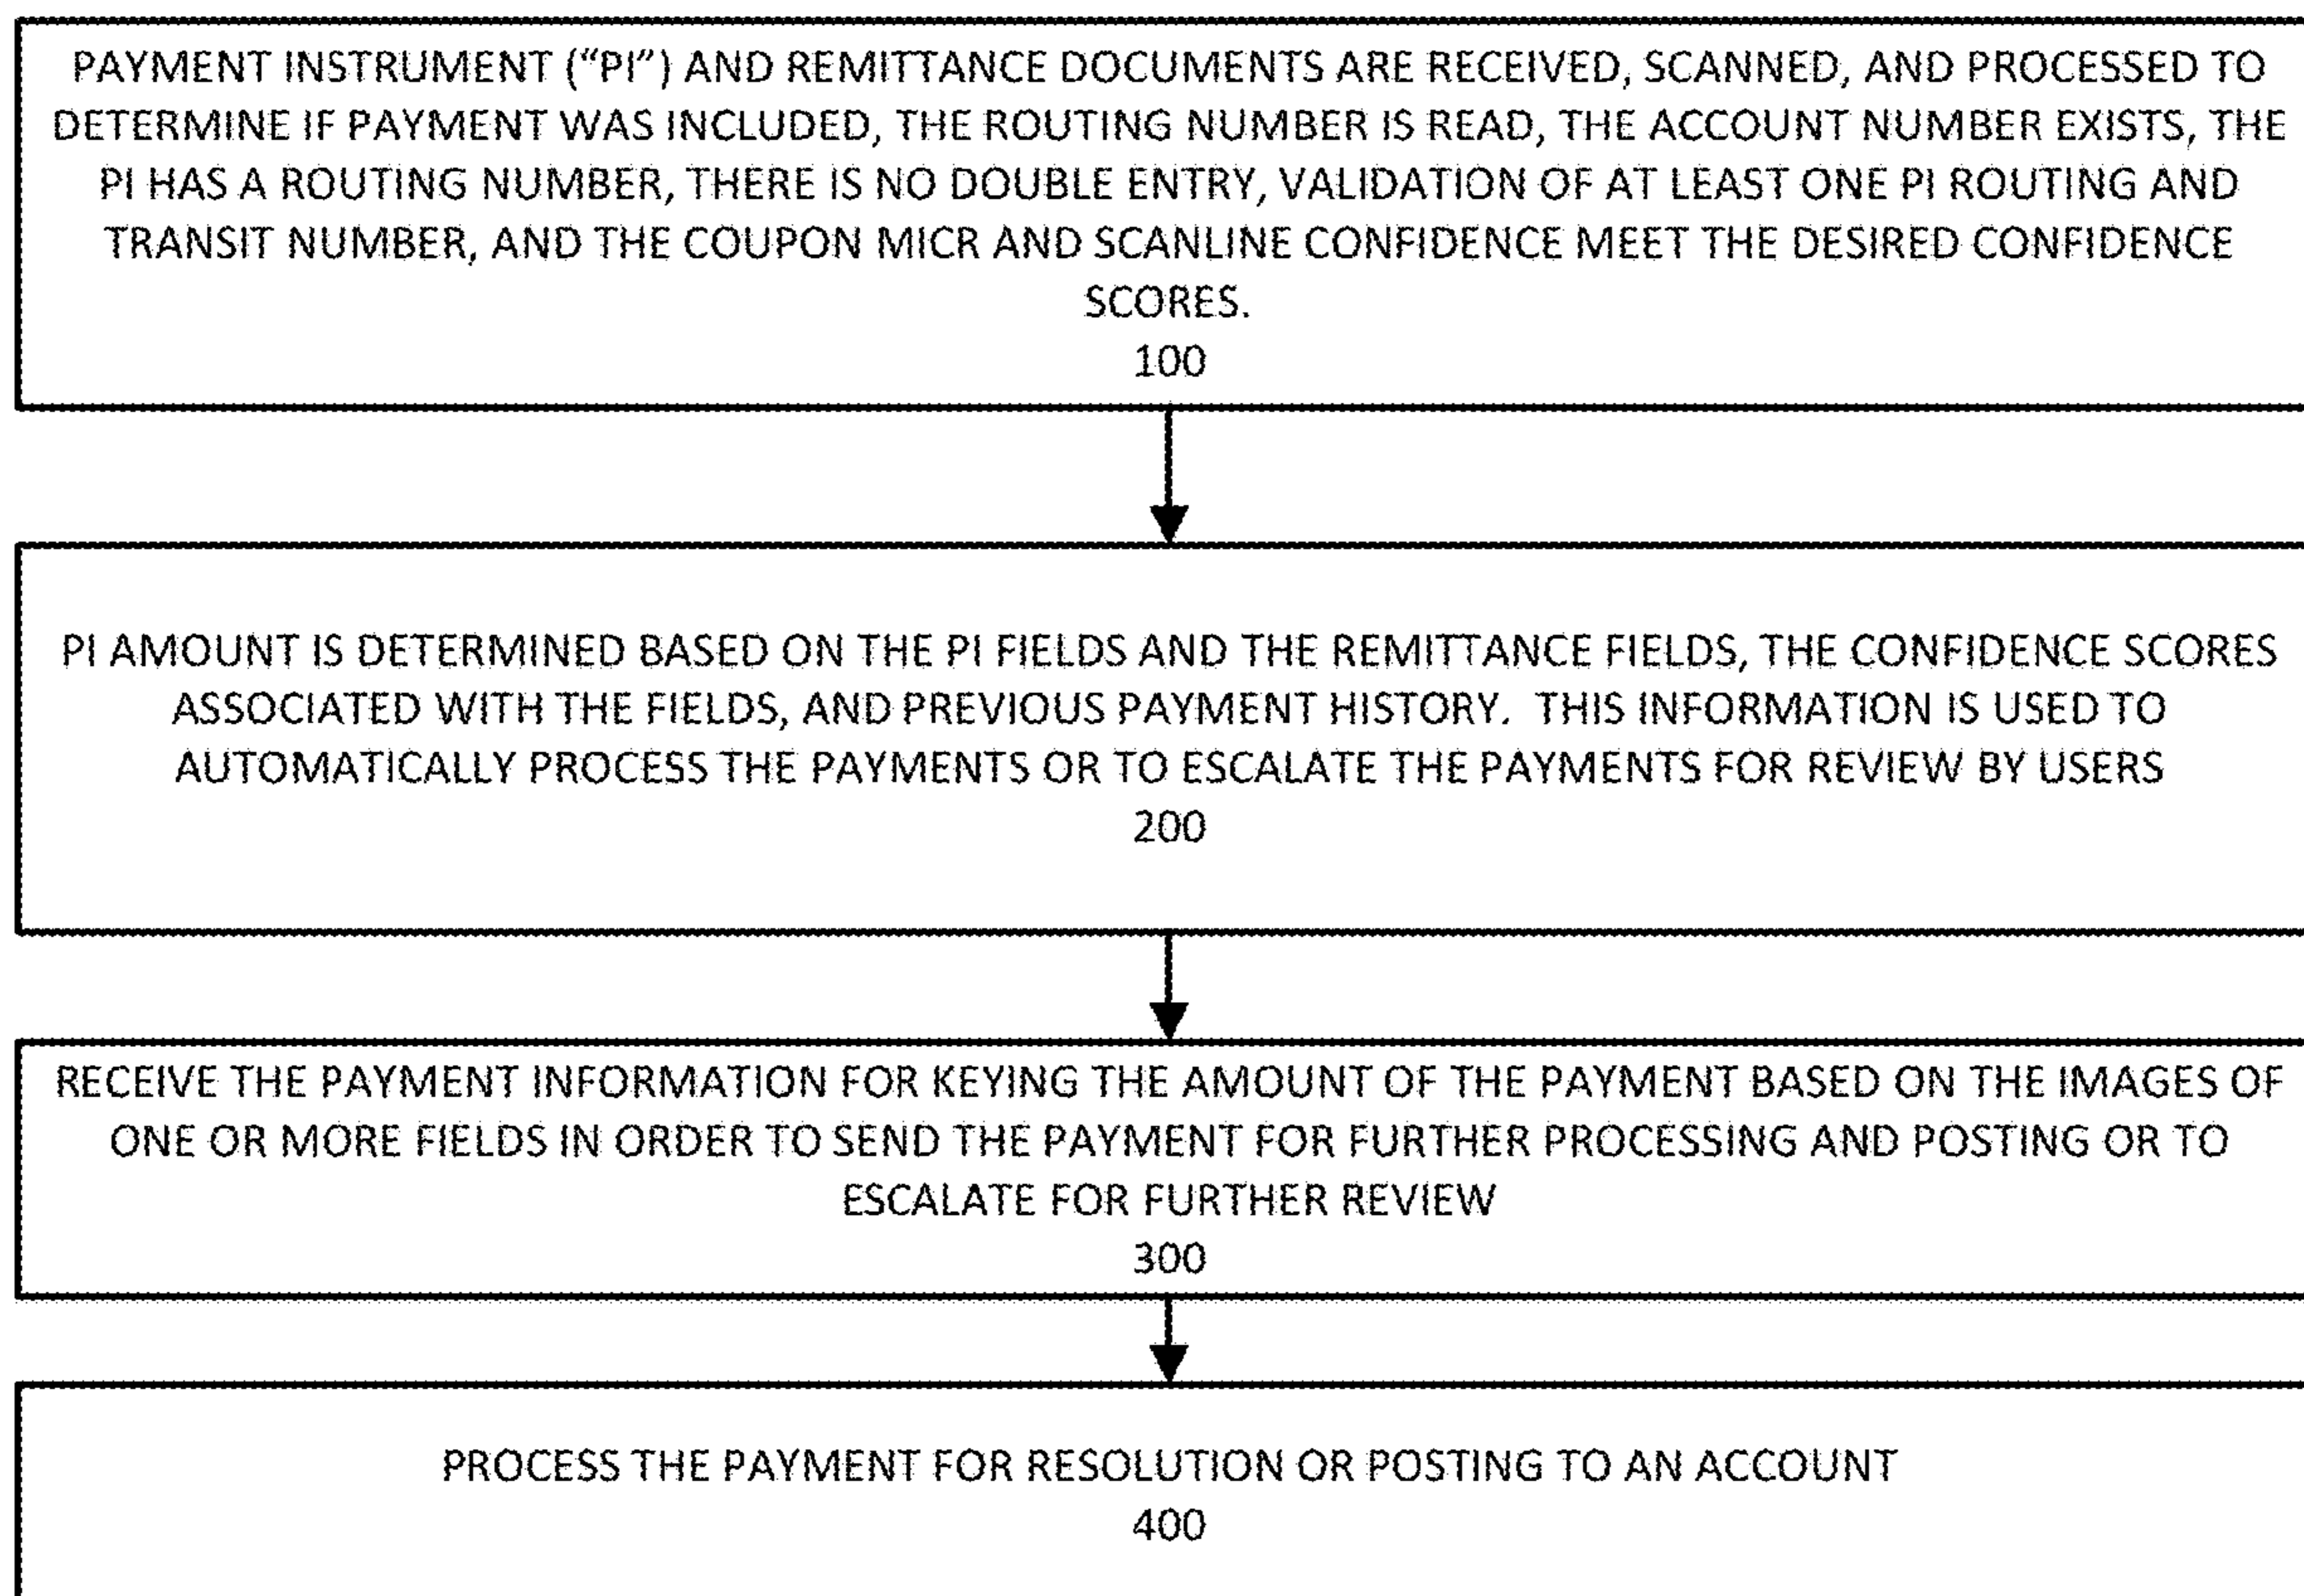 PAYMENT INSTRUMENT (“PI”) AND REMITTANCE DOCUMENTS ARE RECEIVED, SCANNED, AND PROCESSED TO
DETERMINE IF PAYMENT WAS INCLUDED, THE ROUTING NUMBER IS READ, THE ACCOUNT NUMBER EXISTS, THE
PI HAS A ROUTING NUMBER, THERE IS NO DOUBLE ENTRY, VALIDATION OF AT LEAST ONE PI ROUTING AND
TRANSIT NUMBER, AND THE COUPON MICR AND SCANLINE CONFIDENCE MEET THE DESIRED CONFIDENCE
SCORES.
100
PI AMOUNT IS DETERMINED BASED ON THE PI FIELDS AND THE REMITTANCE FIELDS, THE CONFIDENCE SCORES
ASSOCIATED WITH THE FIELDS, AND PREVIOUS PAYMENT HISTORY. THIS INFORMATION IS USED TO
AUTOMATICALLY PROCESS THE PAYMENTS OR TO ESCALATE THE PAYMENTS FOR REVIEW BY USERS
200
RECEIVE THE PAYMENT INFORMATION FOR KEYING THE AMOUNT OF THE PAYMENT BASED ON THE IMAGES OF
ONE OR MORE FIELDS IN ORDER TO SEND THE PAYMENT FOR FURTHER PROCESSING AND POSTING OR TO
ESCALATE FOR FURTHER REVIEW
300
PROCESS THE PAYMENT FOR RESOLUTION OR POSTING TO AN ACCOUNT
400